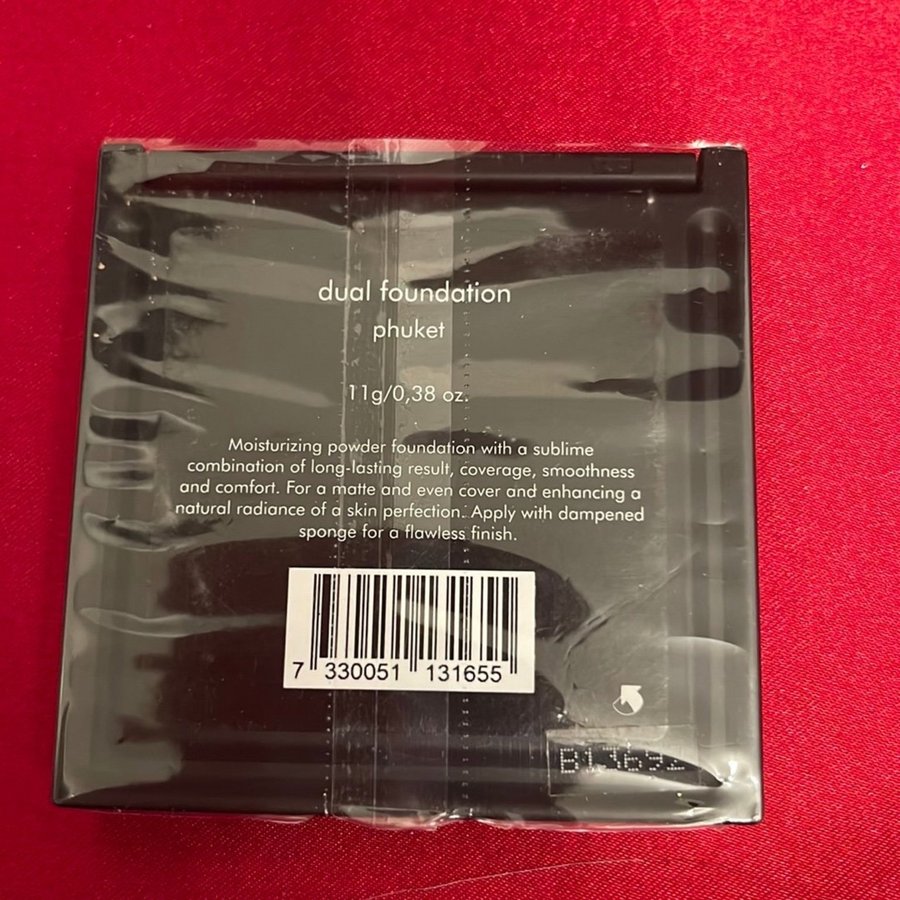 dual foundation
phuket
11g/0,38 oz.
Moisturizing powder foundation with a sublime
combination of long-lasting result, coverage, smoothness
and comfort. For a matte and even cover and enhancing a
natural radiance of a skin perfection. Apply with dampened
sponge for a flawless finish.
7 330051 131655
B13692